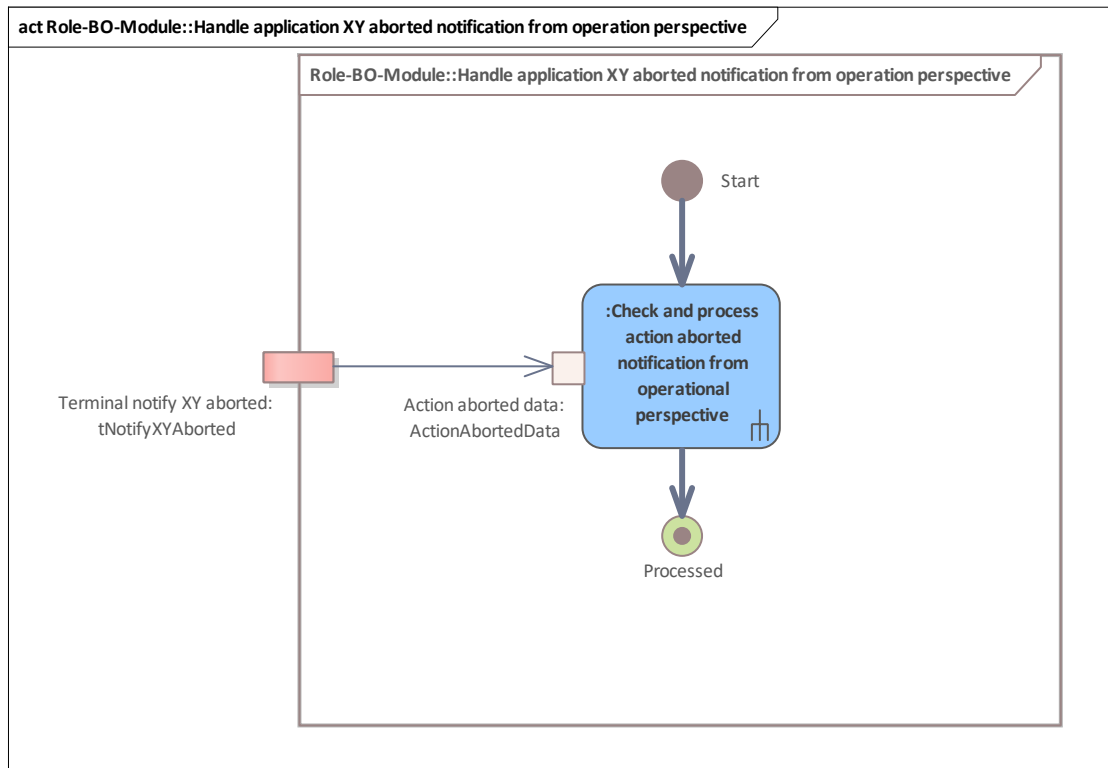 act Role-BO-Module::Handle application XY aborted notification from operation perspective
Role-BO-Module::Handle application XY aborted notification from operation perspective
Start
:Check and process
action aborted
notification from
operational
perspective
Terminal notify XY aborted:
tNotifyXYAborted
Action aborted data:
ActionAbortedData
Processed